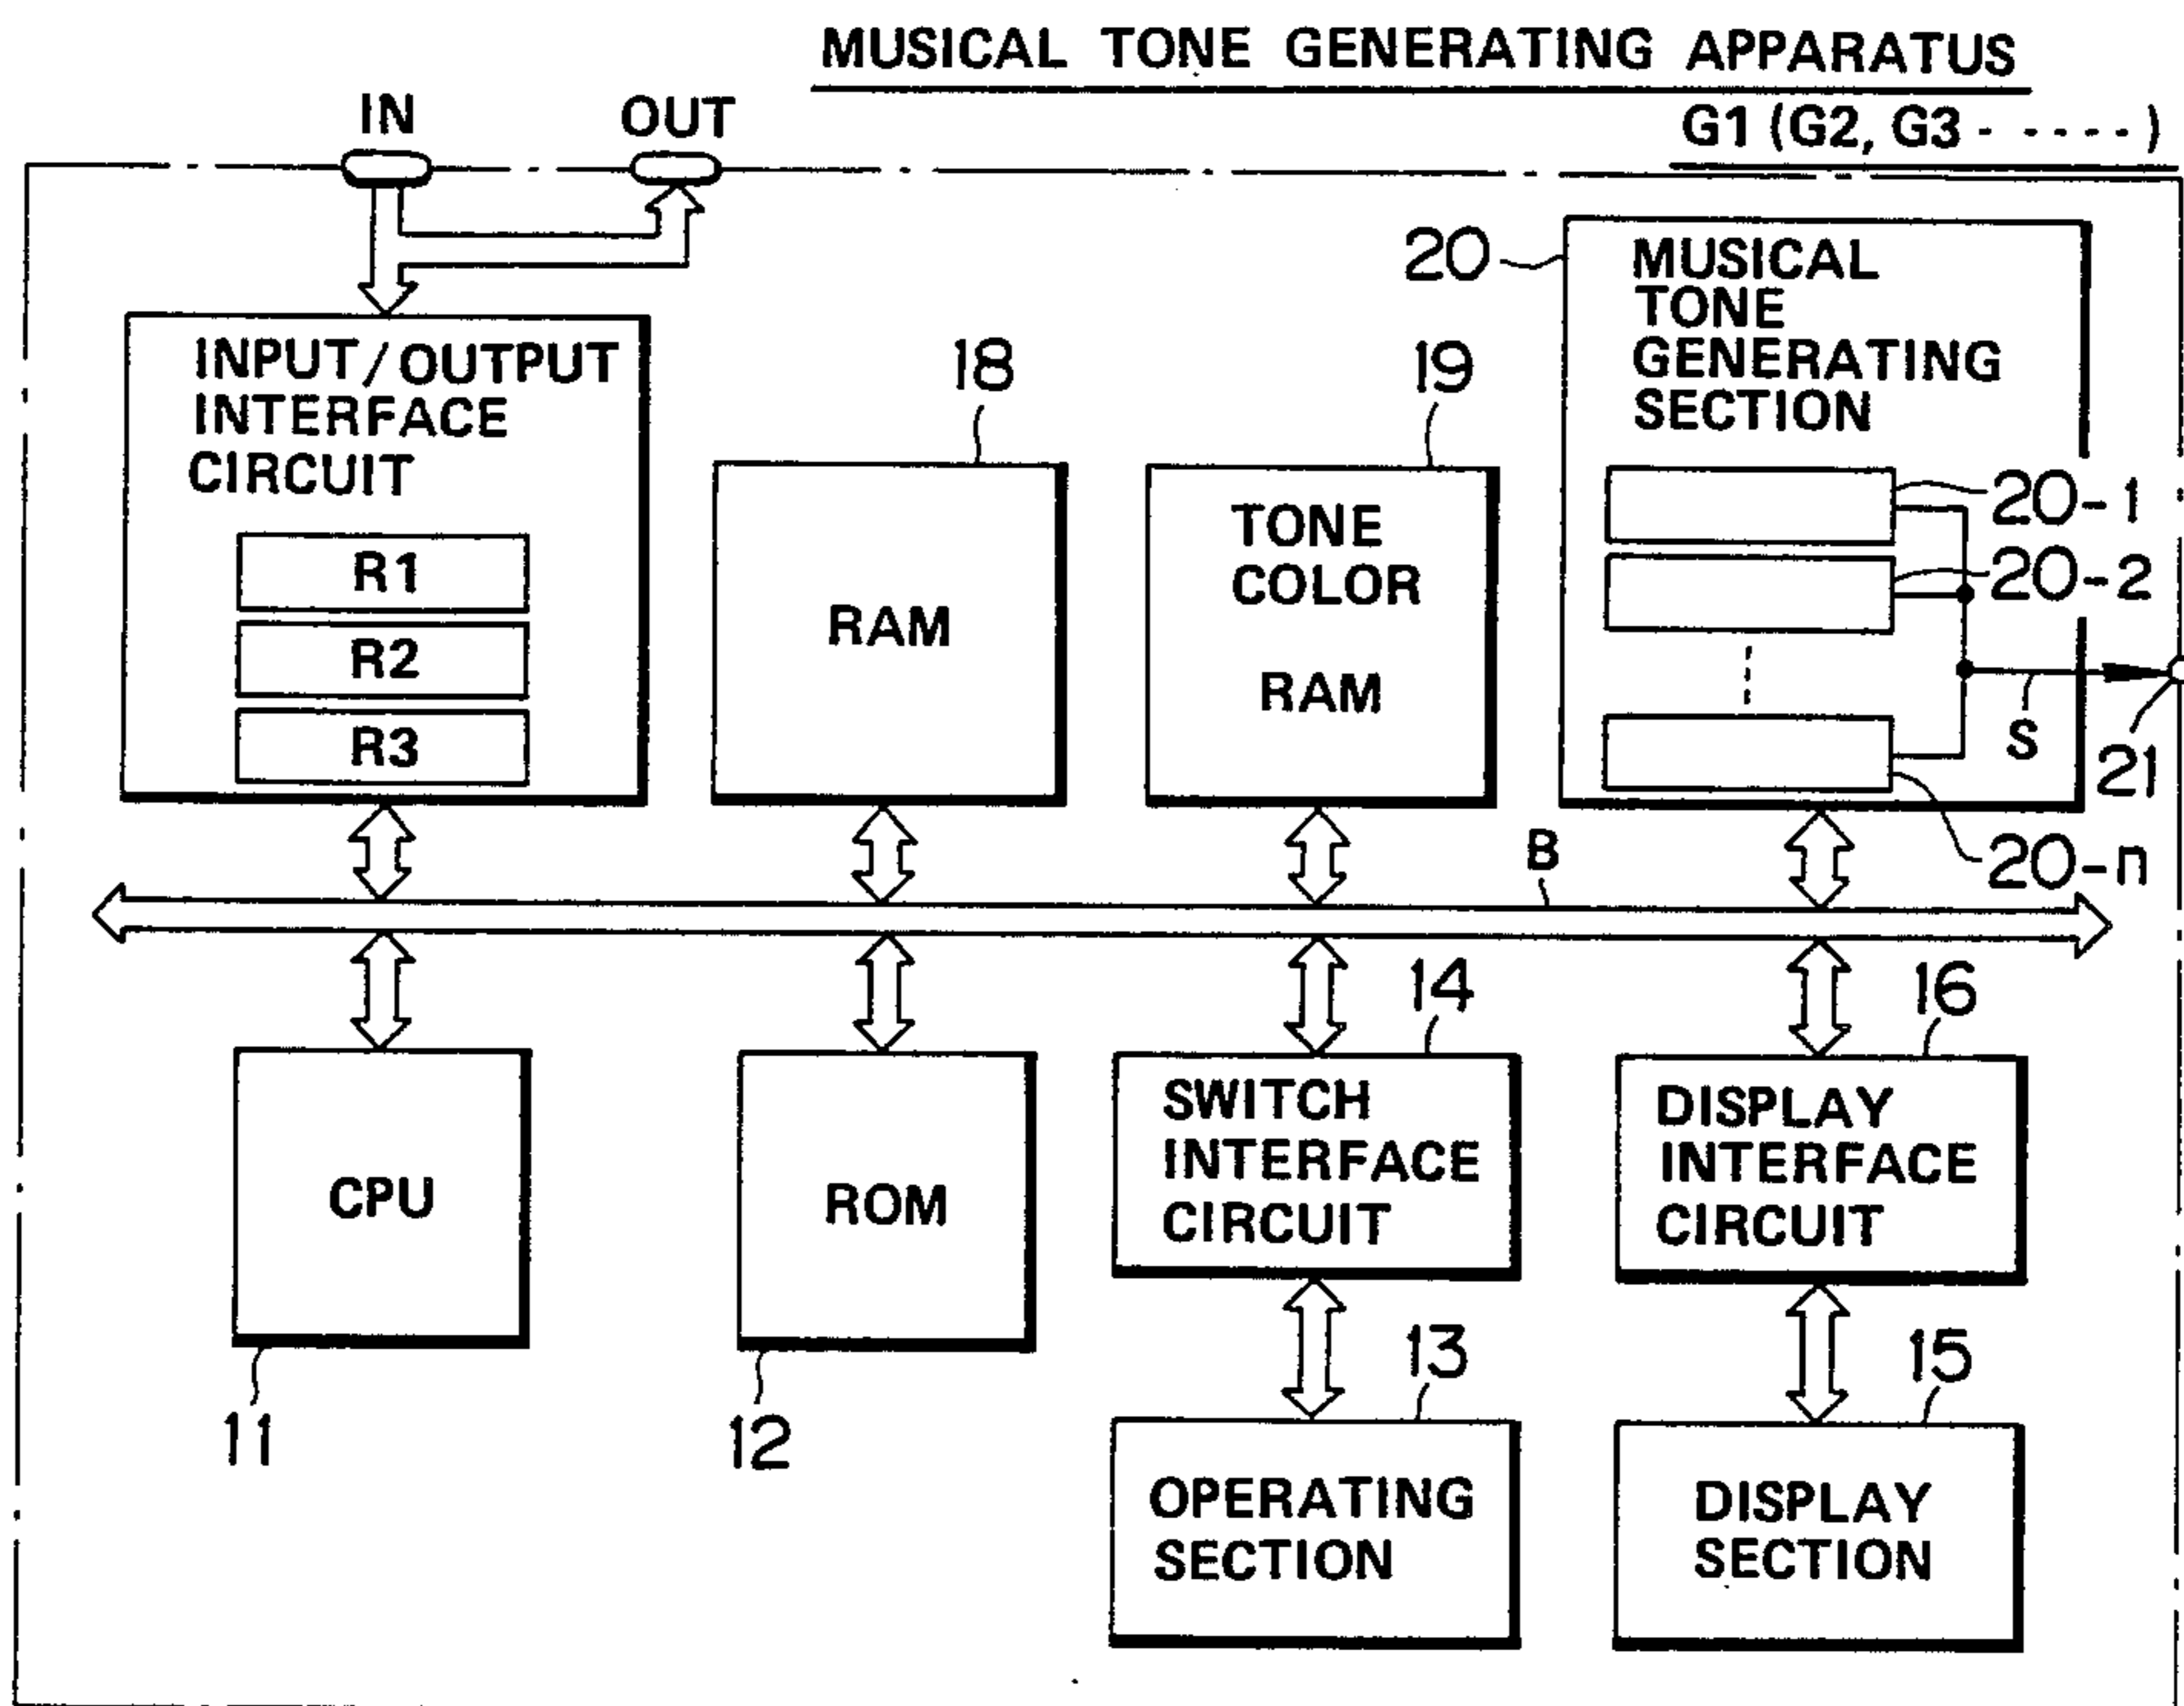 MUSICAL TONE GENERATING APPARATUS
G1 (G2, G3 - - - - - )
IN
OUT
INPUT/OUTPUT
INTERFACE
CIRCUIT
R1
R2
R3
18
RAM
19
TONE
COLOR
RAM
20
MUSICAL
TONE
GENERATING
SECTION
20-1
20-2
S
21
20-n
B
CPU
11
ROM
12
14
SWITCH
INTERFACE
CIRCUIT
16
DISPLAY
INTERFACE
CIRCUIT
13
OPERATING
SECTION
15
DISPLAY
SECTION